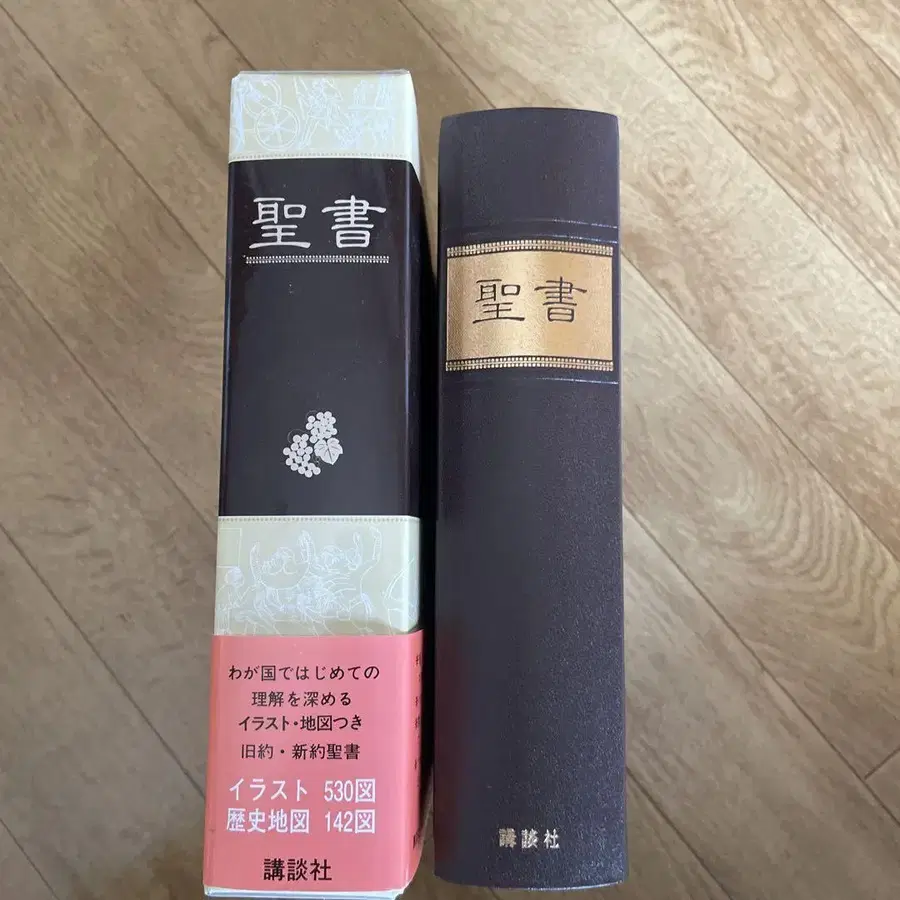 聖書
わが国ではじめての
理解を深める
イラスト・地図つき
旧約・新約聖書
イラスト 530図
歴史地図 142図
講談社
聖書
講談社